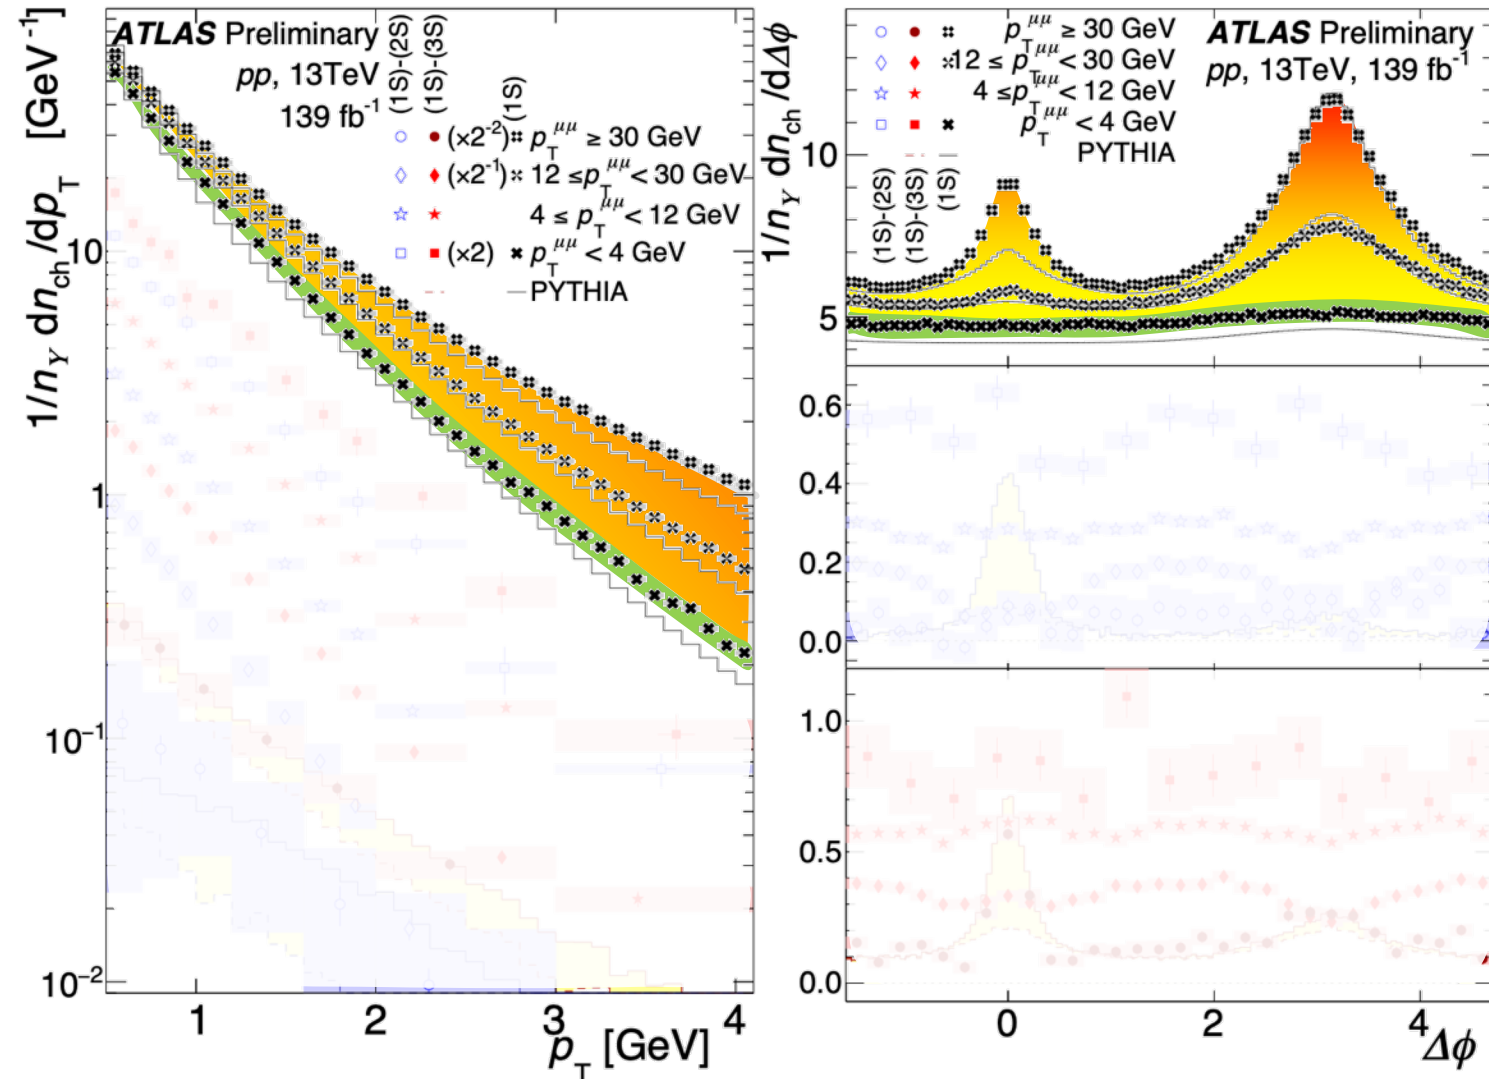 ATLAS Preliminary
pp, 13TeV
139 fb⁻¹
(1S)-(2S)
(1S)-(3S)
(1S)
(×2⁻²) p_T^μμ ≥ 30 GeV
(×2⁻¹) 12 ≤ p_T^μμ < 30 GeV
4 ≤ p_T^μμ < 12 GeV
(×2) p_T^μμ < 4 GeV
PYTHIA
1/n_Υ dn_ch/dp_T [GeV⁻¹]
10
1
10⁻¹
10⁻²
1 2 3 4
p_T [GeV]
p_T^μμ ≥ 30 GeV
12 ≤ p_T^μμ < 30 GeV
4 ≤ p_T^μμ < 12 GeV
p_T^μμ < 4 GeV
PYTHIA
ATLAS Preliminary
pp, 13TeV, 139 fb⁻¹
(1S)-(2S)
(1S)-(3S)
(1S)
1/n_Υ dn_ch/dΔϕ
10
5
0.6
0.4
0.2
0.0
1.0
0.5
0.0
0 2 4
Δϕ